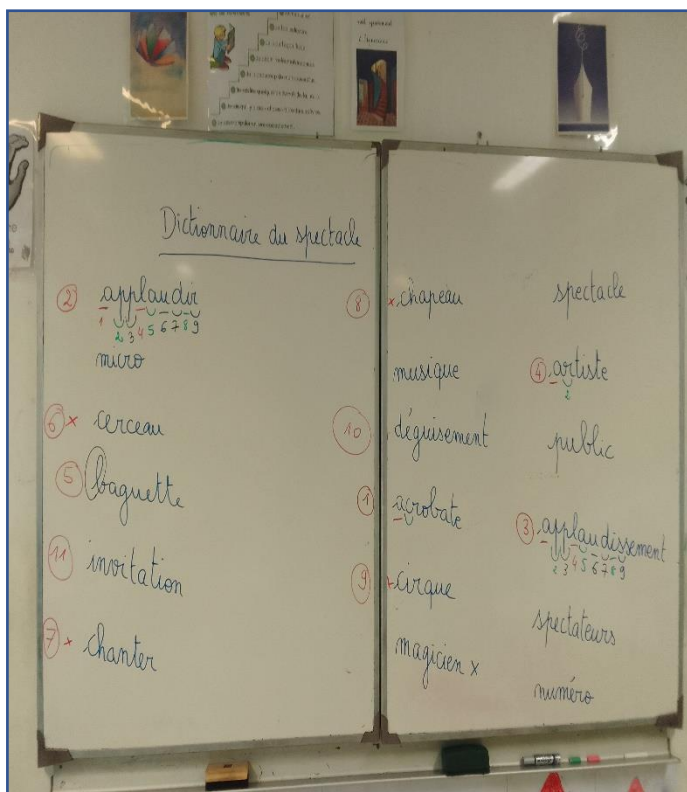 Dictionnaire du spectacle
② applaudir
1 2 3 4 5 6 7 8 9
micro
⑥ x cerceau
⑤ baguette
⑪ invitation
⑦ x chanter
⑧ x chapeau
musique
⑩ déguisement
① acrobate
⑨ x cirque
magicien x
spectacle
④ artiste
2
public
③ applaudissement
2 3 4 5 6 7 8 9
spectateurs
numéro